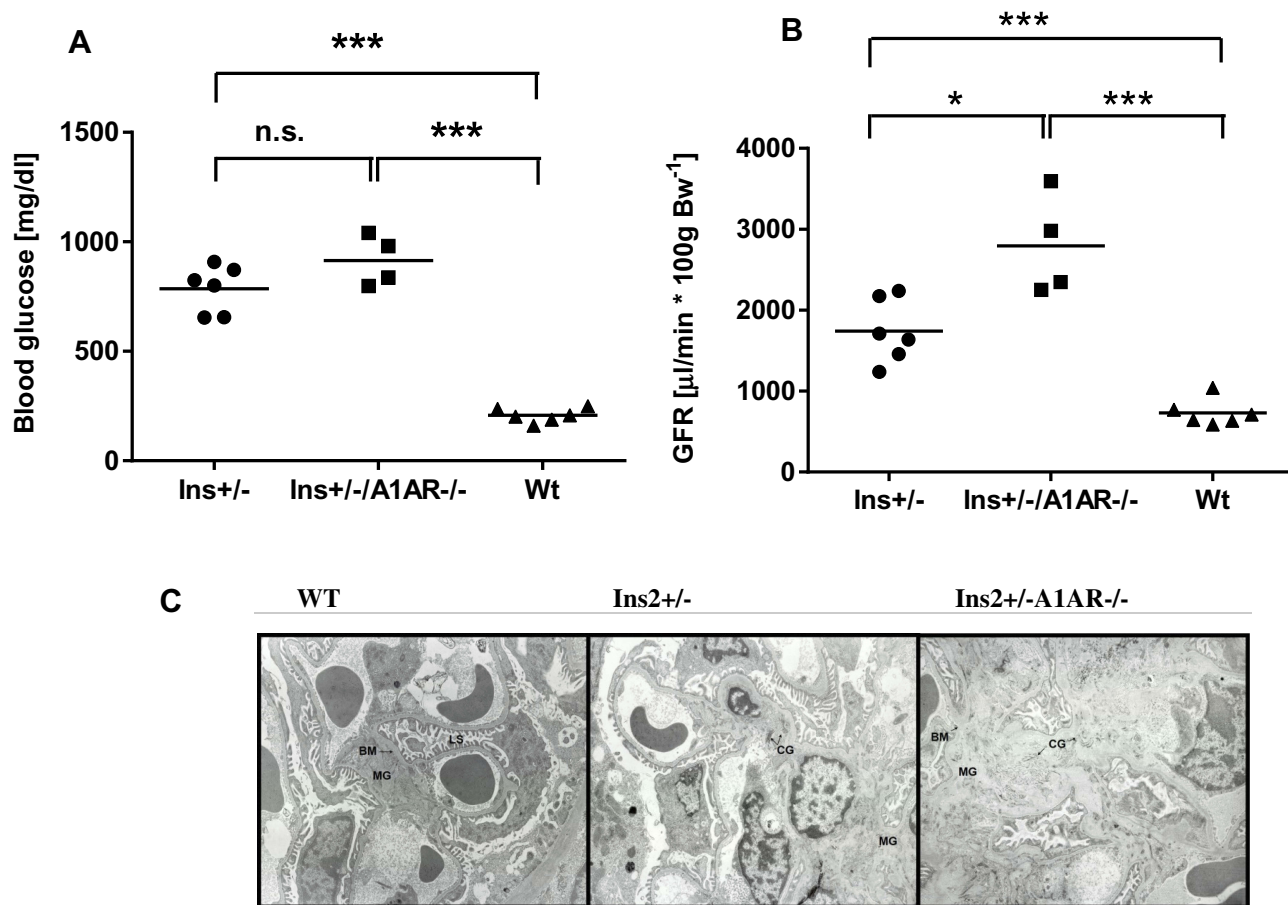 A
***
n.s.
***
1500
1000
500
0
Blood glucose [mg/dl]
Ins+/-
Ins+/-/A1AR-/-
Wt
B
***
*
***
4000
3000
2000
1000
0
GFR [µl/min * 100g Bw⁻¹]
Ins+/-
Ins+/-/A1AR-/-
Wt
C
WT
Ins2+/-
Ins2+/-A1AR-/-
BM
LS
MG
CG
MG
BM
CG
MG